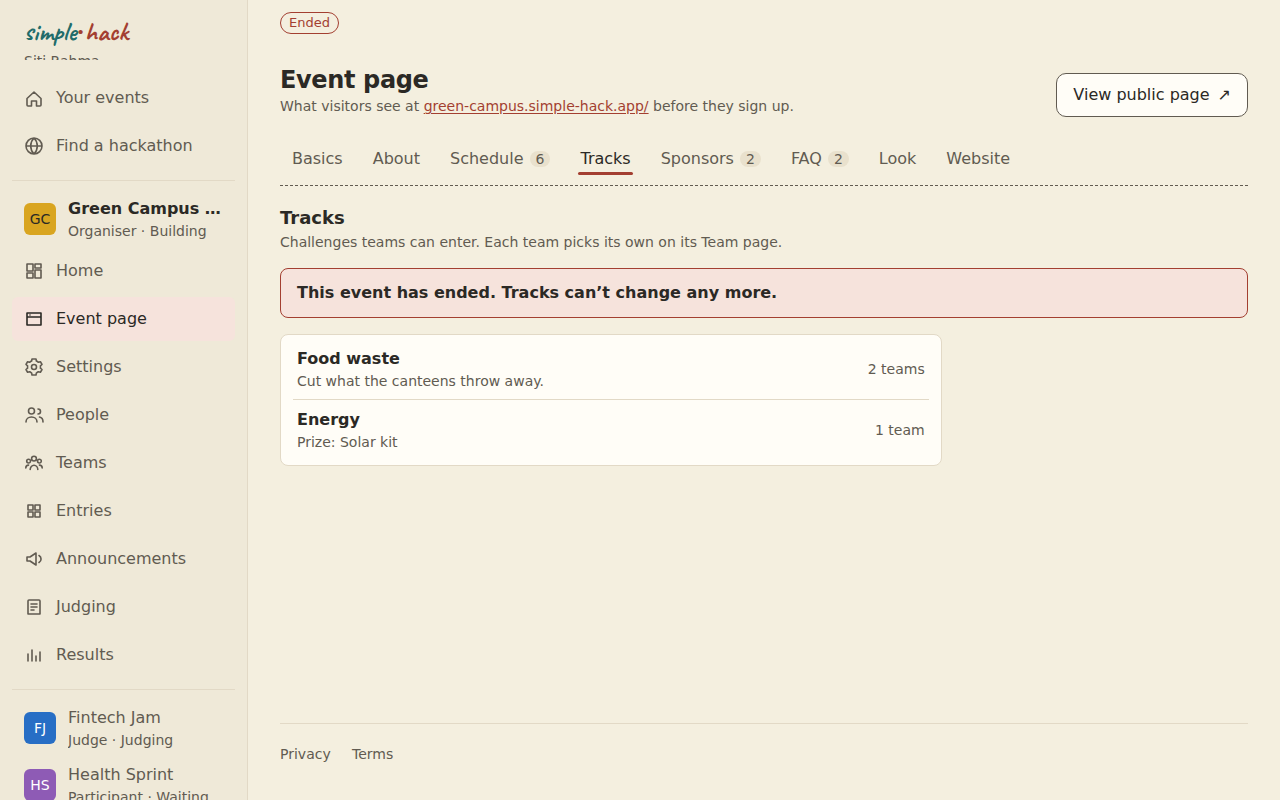 simple·hack
Siti Rahma
Your events
Find a hackathon
GC
Green Campus …
Organiser · Building
Home
Event page
Settings
People
Teams
Entries
Announcements
Judging
Results
FJ
Fintech Jam
Judge · Judging
HS
Health Sprint
Participant · Waiting
Ended
Event page
What visitors see at green-campus.simple-hack.app/ before they sign up.
View public page ↗
Basics
About
Schedule 6
Tracks
Sponsors 2
FAQ 2
Look
Website
Tracks
Challenges teams can enter. Each team picks its own on its Team page.
This event has ended. Tracks can’t change any more.
Food waste
Cut what the canteens throw away.
2 teams
Energy
Prize: Solar kit
1 team
Privacy
Terms